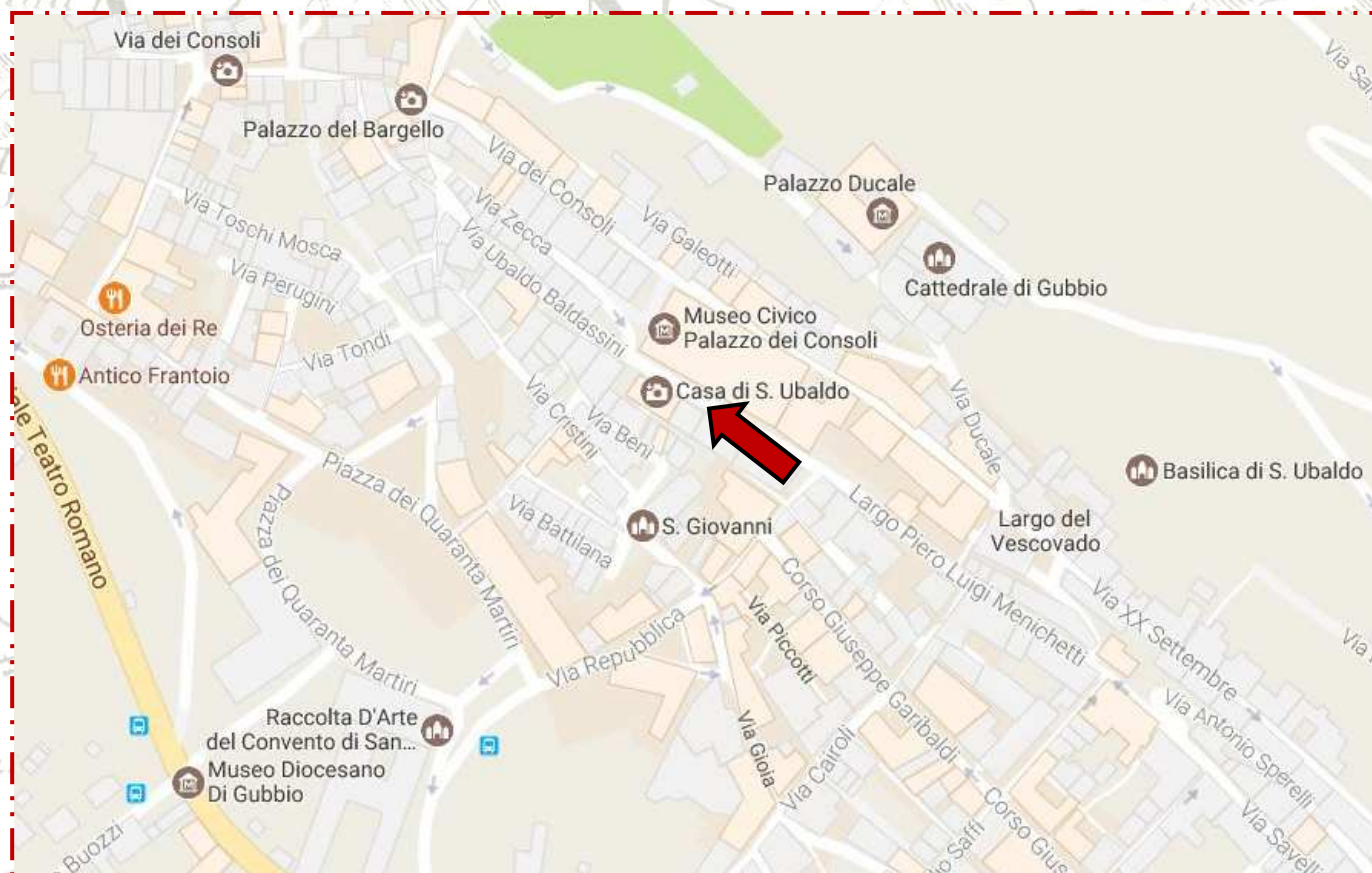 Via dei Consoli
Palazzo del Bargello
Via dei Consoli
Via Galeotti
Palazzo Ducale
Cattedrale di Gubbio
Via Toschi Mosca
Via Zecca
Via Ubaldo Baldassini
Via Perugini
Osteria dei Re
Via Tondi
Antico Frantoio
Museo Civico
Palazzo dei Consoli
Casa di S. Ubaldo
Via Cristini
Via Beni
Via Ducale
Basilica di S. Ubaldo
Teatro Romano
Piazza dei Quaranta Martiri
Piazza dei Quaranta Martiri
Via Battilana
S. Giovanni
Largo Piero Luigi Menichetti
Largo del
Vescovado
Via XX Settembre
Via
Corso Giuseppe Garibaldi
Via Piccotti
Via Repubblica
Via Gioia
Via Cairoli
Raccolta D'Arte
del Convento di San...
Museo Diocesano
Di Gubbio
Buozzi
Saffi
Corso
Via Antonio Sperelli
Via Savelli